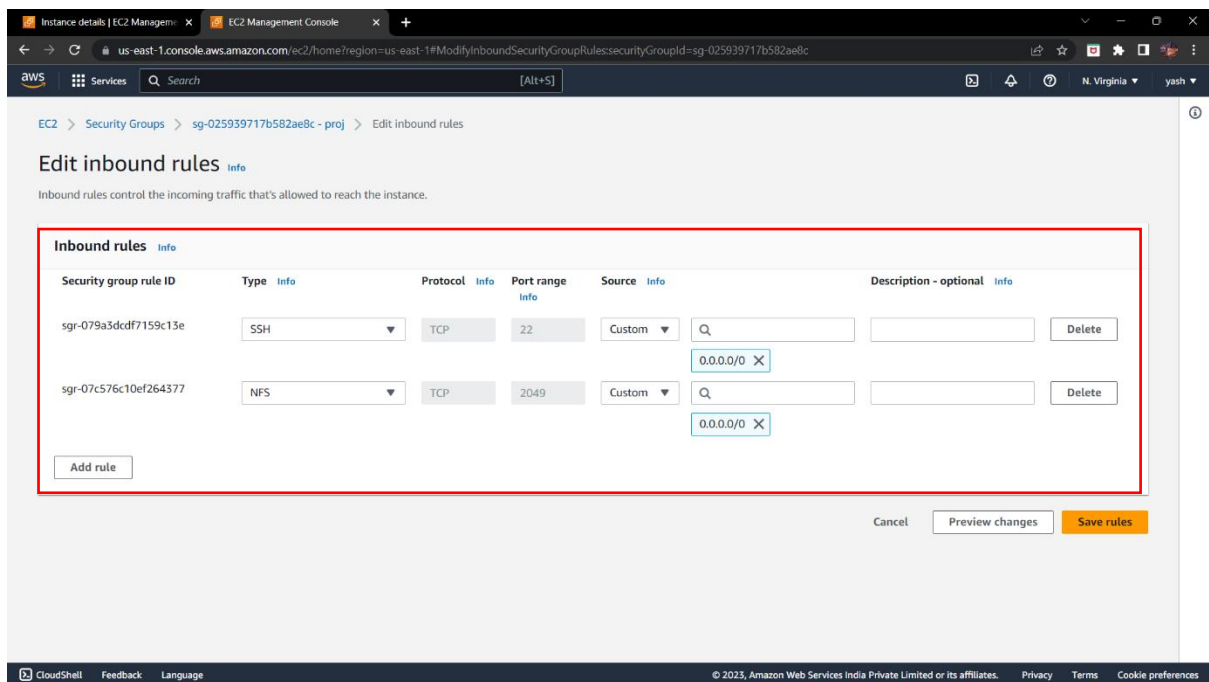 Instance details | EC2 Manageme
EC2 Management Console
us-east-1.console.aws.amazon.com/ec2/home?region=us-east-1#ModifyInboundSecurityGroupRules:securityGroupId=sg-025939717b582ae8c
aws Services Search [Alt+S] N. Virginia yash
EC2 > Security Groups > sg-025939717b582ae8c - proj > Edit inbound rules
Edit inbound rules Info
Inbound rules control the incoming traffic that's allowed to reach the instance.
Inbound rules Info
Security group rule ID Type Info Protocol Info Port range Source Info Description - optional Info
Info
sgr-079a3dcdf7159c13e SSH TCP 22 Custom Delete
0.0.0.0/0
sgr-07c576c10ef264377 NFS TCP 2049 Custom Delete
0.0.0.0/0
Add rule
Cancel Preview changes Save rules
CloudShell Feedback Language © 2023, Amazon Web Services India Private Limited or its affiliates. Privacy Terms Cookie preferences